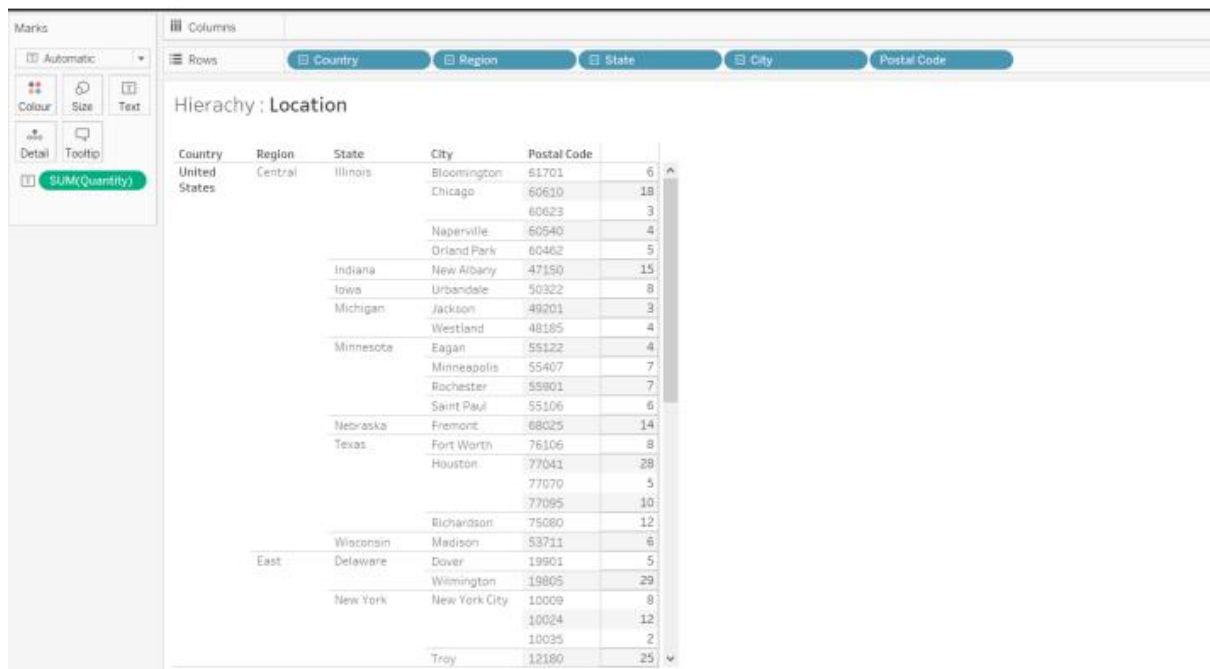 Marks
Columns
Automatic
Rows Country Region State City Postal Code
Colour Size Text
Hierachy : Location
Detail Tooltip
SUM(Quantity)
Country Region State City Postal Code
United States Central Illinois Bloomington 61701 6
Chicago 60610 18
60623 3
Naperville 60540 4
Orland Park 60462 5
Indiana New Albany 47150 15
Iowa Urbandale 50322 8
Michigan Jackson 49201 3
Westland 48185 4
Minnesota Eagan 55122 4
Minneapolis 55407 7
Rochester 55901 7
Saint Paul 55106 6
Nebraska Fremont 68025 14
Texas Fort Worth 76106 8
Houston 77041 28
77070 5
77095 10
Richardson 75080 12
Wisconsin Madison 53711 6
East Delaware Dover 19901 5
Wilmington 19805 29
New York New York City 10009 8
10024 12
10035 2
Troy 12180 25